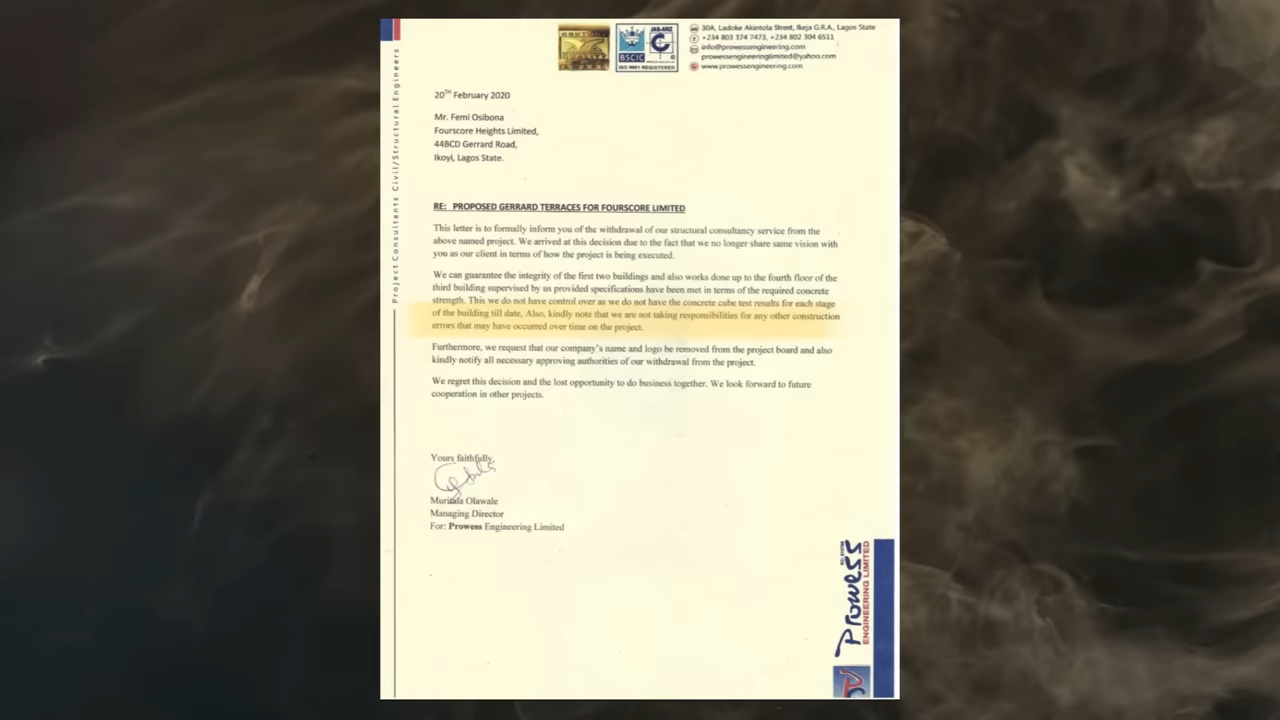 30A, Ladoke Akintola Street, Ikeja G.R.A., Lagos State
+234 803 374 7473, +234 802 304 6511
info@prowessengineering.com
prowessengineeringlimited@yahoo.com
www.prowessengineering.com
JAS-ANZ
BSCIC
ISO 9001 REGISTERED
Project Consultants Civil/Structural Engineers
20TH February 2020
Mr. Femi Osibona
Fourscore Heights Limited,
44BCD Gerrard Road,
Ikoyi, Lagos State.
RE: PROPOSED GERRARD TERRACES FOR FOURSCORE LIMITED
This letter is to formally inform you of the withdrawal of our structural consultancy service from the
above named project. We arrived at this decision due to the fact that we no longer share same vision with
you as our client in terms of how the project is being executed.
We can guarantee the integrity of the first two buildings and also works done up to the fourth floor of the
third building supervised by us provided specifications have been met in terms of the required concrete
strength. This we do not have control over as we do not have the concrete cube test results for each stage
of the building till date. Also, kindly note that we are not taking responsibilities for any other construction
errors that may have occurred over time on the project.
Furthermore, we request that our company's name and logo be removed from the project board and also
kindly notify all necessary approving authorities of our withdrawal from the project.
We regret this decision and the lost opportunity to do business together. We look forward to future
cooperation in other projects.
Yours faithfully,
Muritala Olawale
Managing Director
For: Prowess Engineering Limited
Prowess
ENGINEERING LIMITED